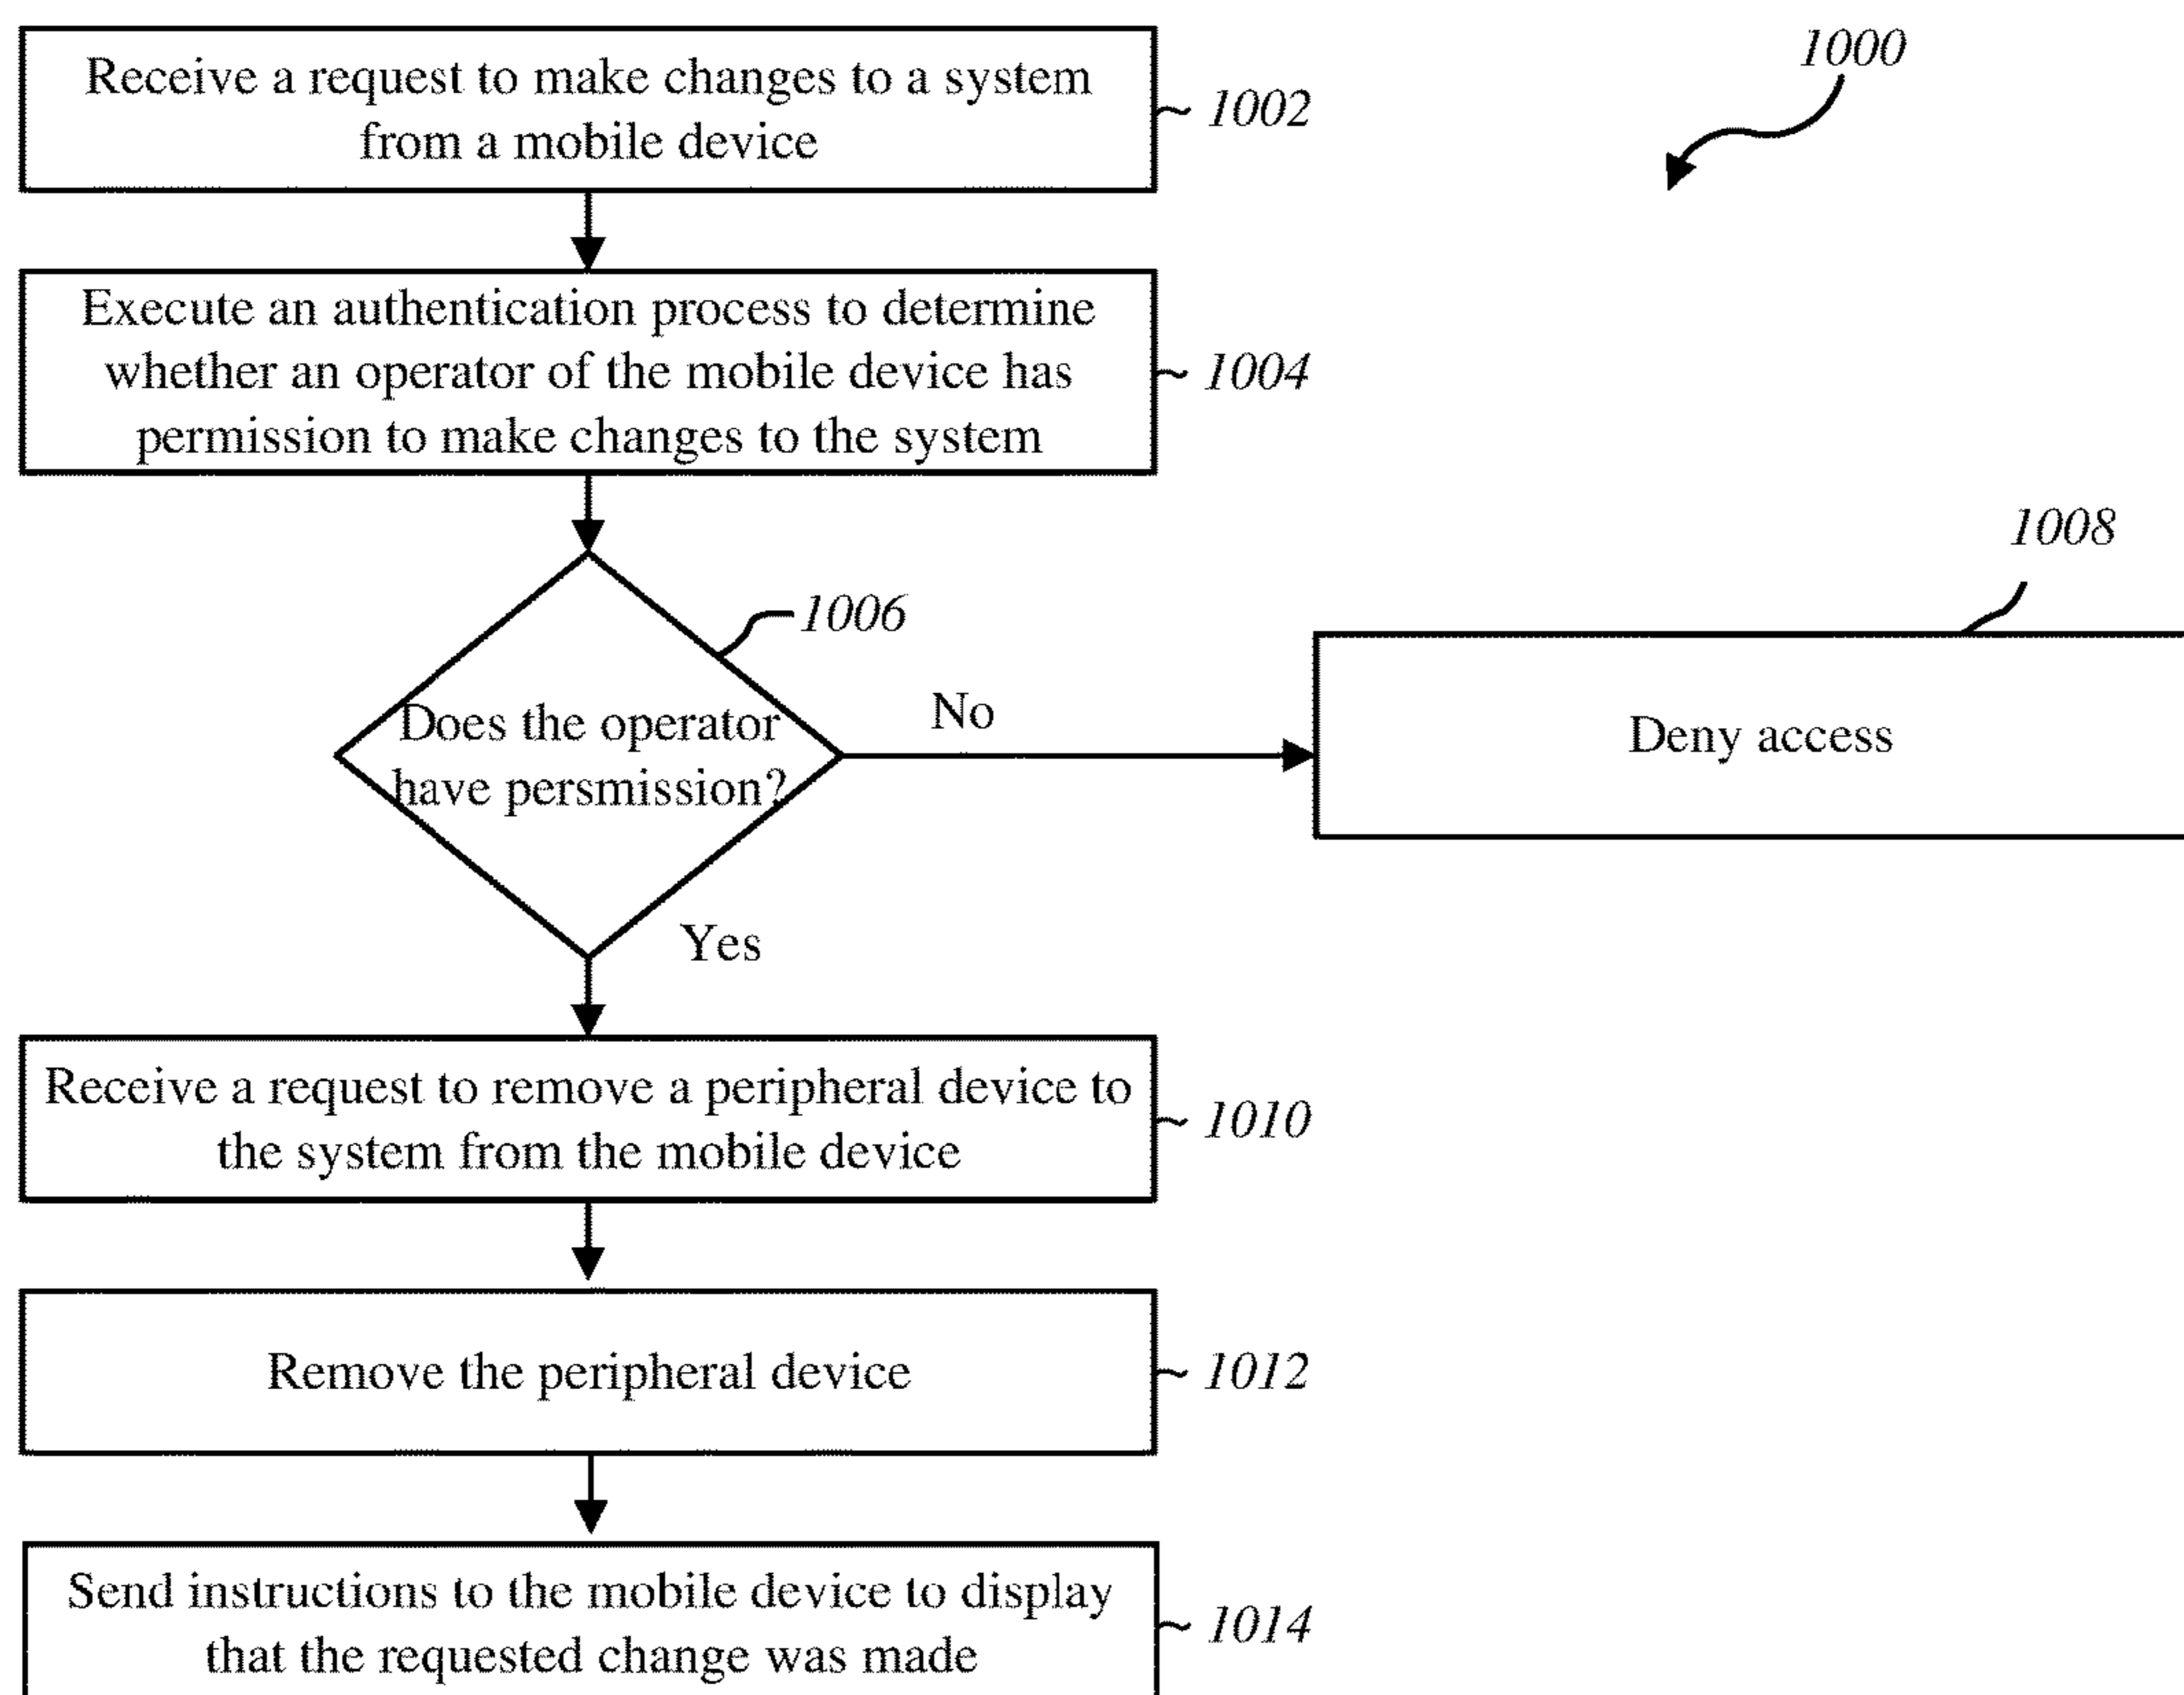 Receive a request to make changes to a system
from a mobile device
1002
1000
Execute an authentication process to determine
whether an operator of the mobile device has
permission to make changes to the system
1004
1006
Does the operator
have persmission?
No
1008
Deny access
Yes
Receive a request to remove a peripheral device to
the system from the mobile device
1010
Remove the peripheral device
1012
Send instructions to the mobile device to display
that the requested change was made
1014